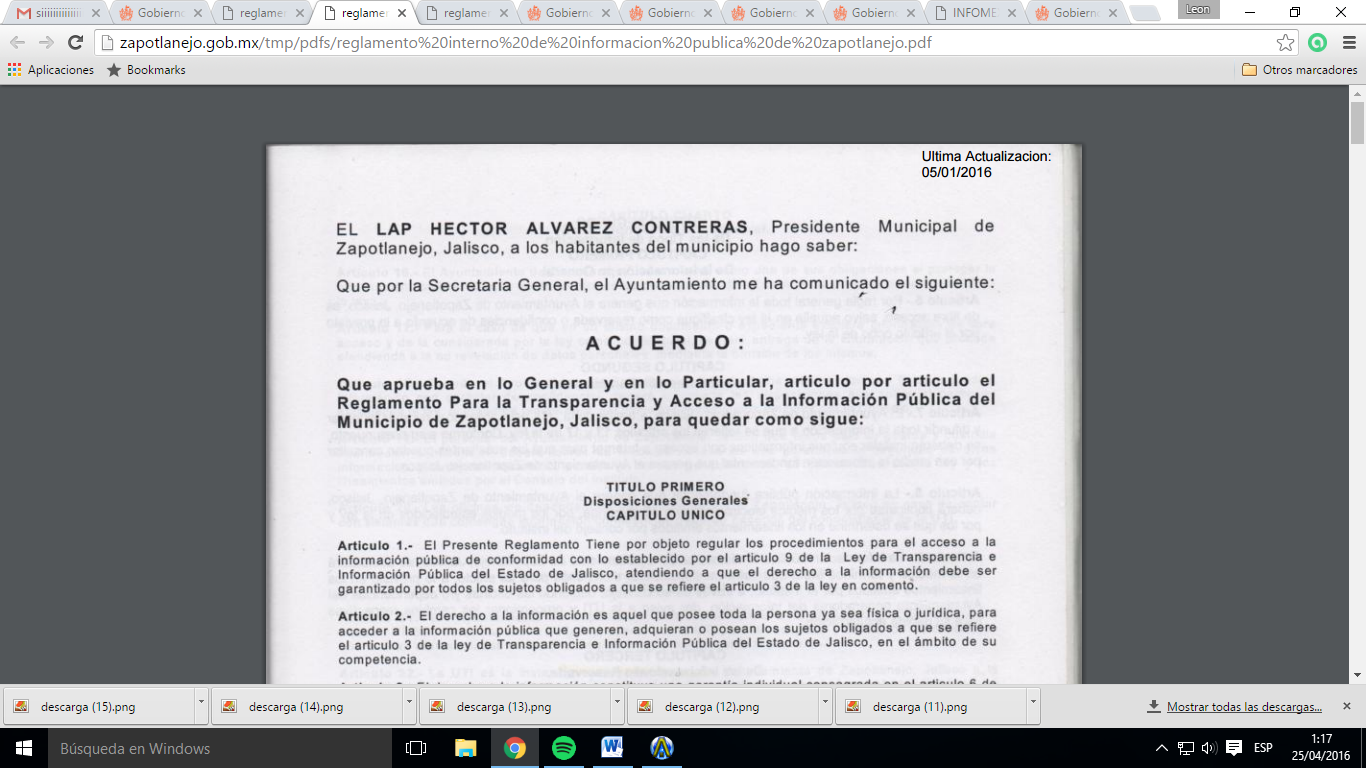 siiiiiiiiiiiii
Gobierno
reglamen
reglamen
reglamen
Gobierno
Gobierno
Gobierno
Gobierno
INFOME
Gobierno
Leon
zapotlanejo.gob.mx/tmp/pdfs/reglamento%20interno%20de%20informacion%20publica%20de%20zapotlanejo.pdf
Aplicaciones
Bookmarks
Otros marcadores
Ultima Actualizacion:
05/01/2016
EL LAP HECTOR ALVAREZ CONTRERAS, Presidente Municipal de
Zapotlanejo, Jalisco, a los habitantes del municipio hago saber:
Que por la Secretaria General, el Ayuntamiento me ha comunicado el siguiente:
A C U E R D O :
Que aprueba en lo General y en lo Particular, articulo por articulo el
Reglamento Para la Transparencia y Acceso a la Información Pública del
Municipio de Zapotlanejo, Jalisco, para quedar como sigue:
TITULO PRIMERO
Disposiciones Generales
CAPITULO UNICO
Articulo 1.- El Presente Reglamento Tiene por objeto regular los procedimientos para el acceso a la
información pública de conformidad con lo establecido por el articulo 9 de la Ley de Transparencia e
Información Pública del Estado de Jalisco, atendiendo a que el derecho a la información debe ser
garantizado por todos los sujetos obligados a que se refiere el articulo 3 de la ley en comento.
Articulo 2.- El derecho a la información es aquel que posee toda la persona ya sea física o jurídica, para
acceder a la información pública que generen, adquieran o posean los sujetos obligados a que se refiere
el articulo 3 de la ley de Transparencia e Información Pública del Estado de Jalisco, en el ámbito de su
competencia.
descarga (15).png
descarga (14).png
descarga (13).png
descarga (12).png
descarga (11).png
Mostrar todas las descargas...
Búsqueda en Windows
ESP
1:17
25/04/2016